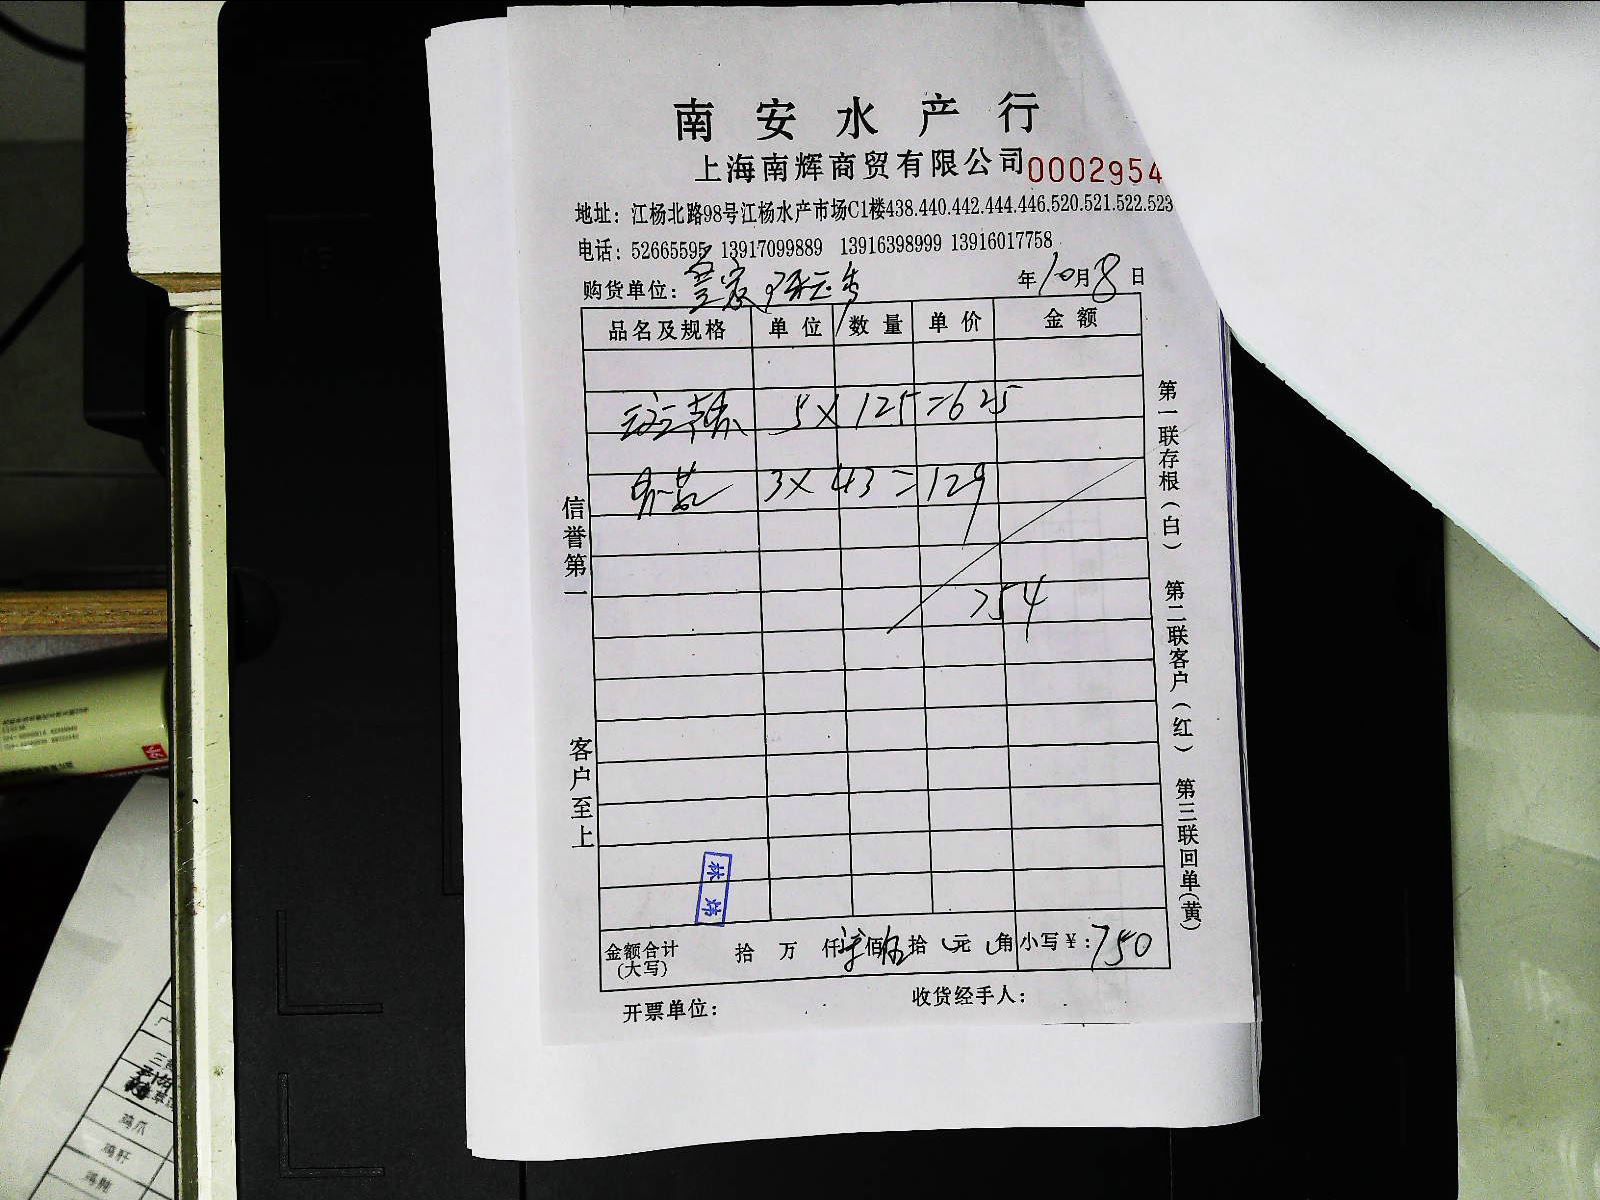 南安水产行
上海南辉商贸有限公司0002954
地址：江杨北路98号江杨水产市场C1楼438.440.442.444.446.520.521.522.523
电话：52665595 13917099889 13916398999 13916017758
购货单位： 年10月8日
品名及规格 单位 数量 单价 金额
5×125=625
3×43=129
754
金额合计 拾 万 仟 佰伍拾 元 角 小写￥:750
(大写)
开票单位： 收货经手人：
信誉第一
客户至上
第一联存根(白) 第二联客户(红) 第三联回单(黄)
鸡爪
鸡肝